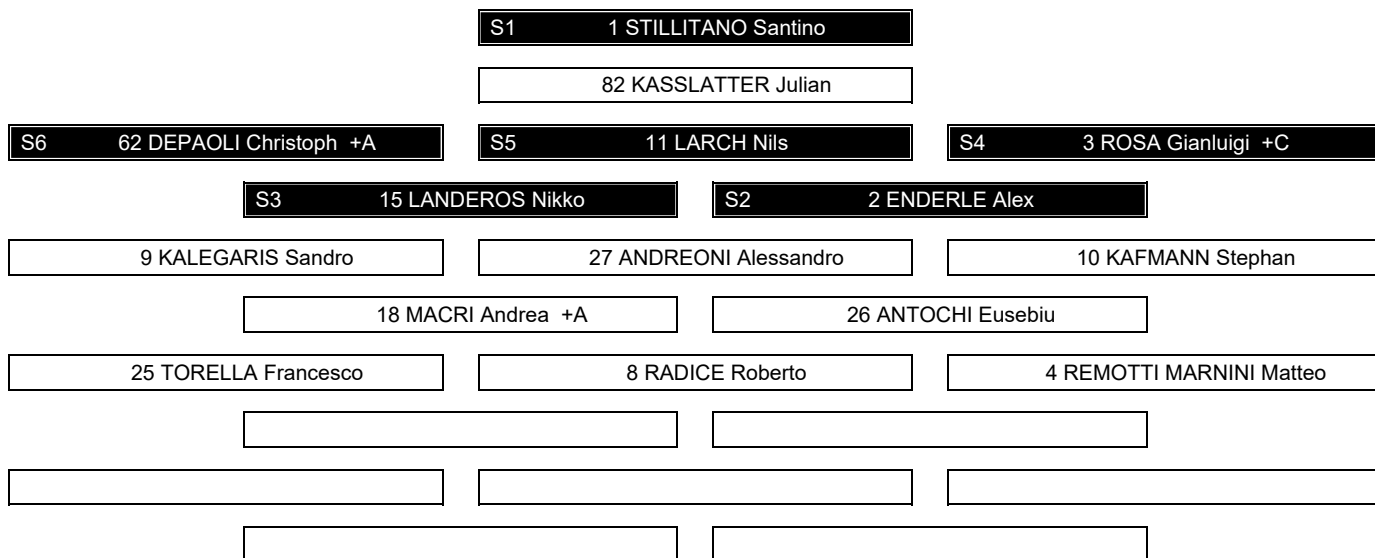 S1 1 STILLITANO Santino
82 KASSLATTER Julian
S6 62 DEPAOLI Christoph +A S5 11 LARCH Nils S4 3 ROSA Gianluigi +C
S3 15 LANDEROS Nikko S2 2 ENDERLE Alex
9 KALEGARIS Sandro 27 ANDREONI Alessandro 10 KAFMANN Stephan
18 MACRI Andrea +A 26 ANTOCHI Eusebiu
25 TORELLA Francesco 8 RADICE Roberto 4 REMOTTI MARNINI Matteo